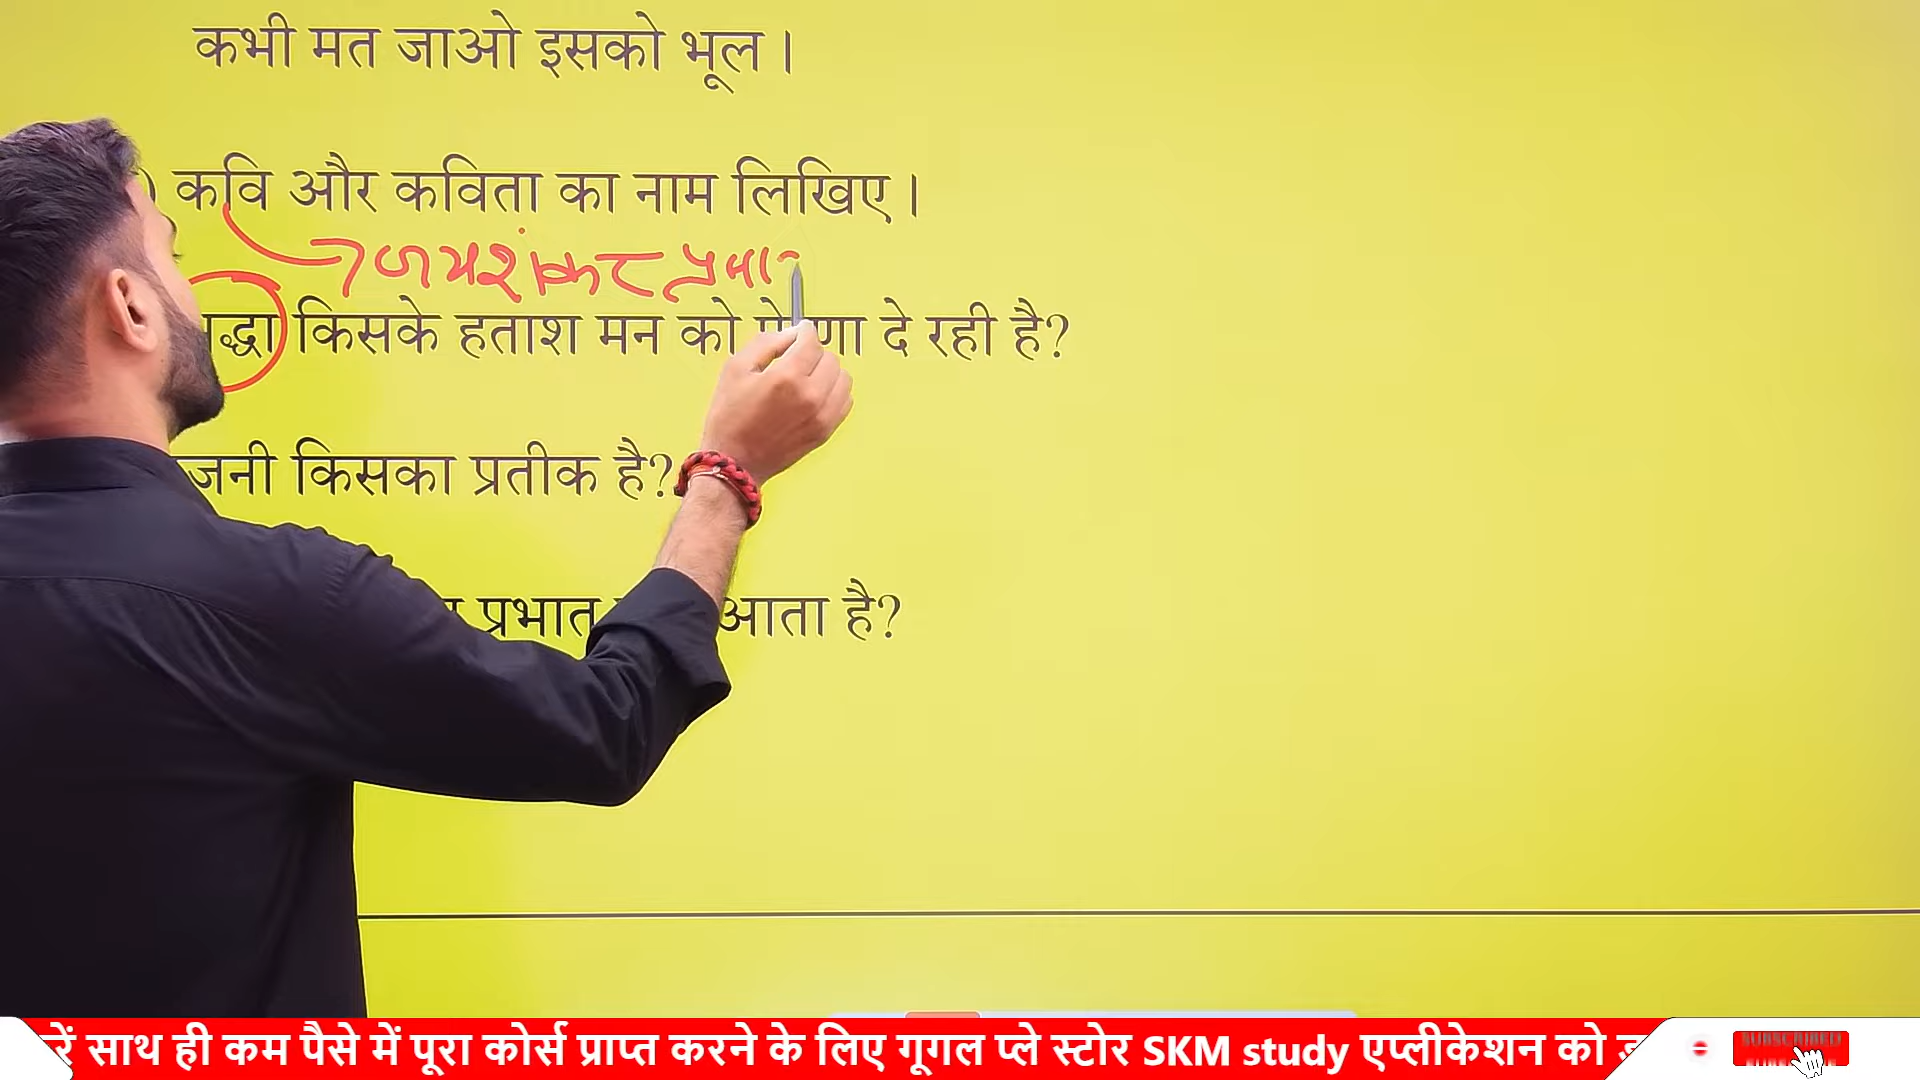 कभी मत जाओ इसको भूल ।
) कवि और कविता का नाम लिखिए ।
जयशंकर प्रसा
द्धा किसके हताश मन को दे रही है?
जनी किसका प्रतीक है?
प्रभात आता है?
रें साथ ही कम पैसे में पूरा कोर्स प्राप्त करने के लिए गूगल प्ले स्टोर SKM study एप्लीकेशन को